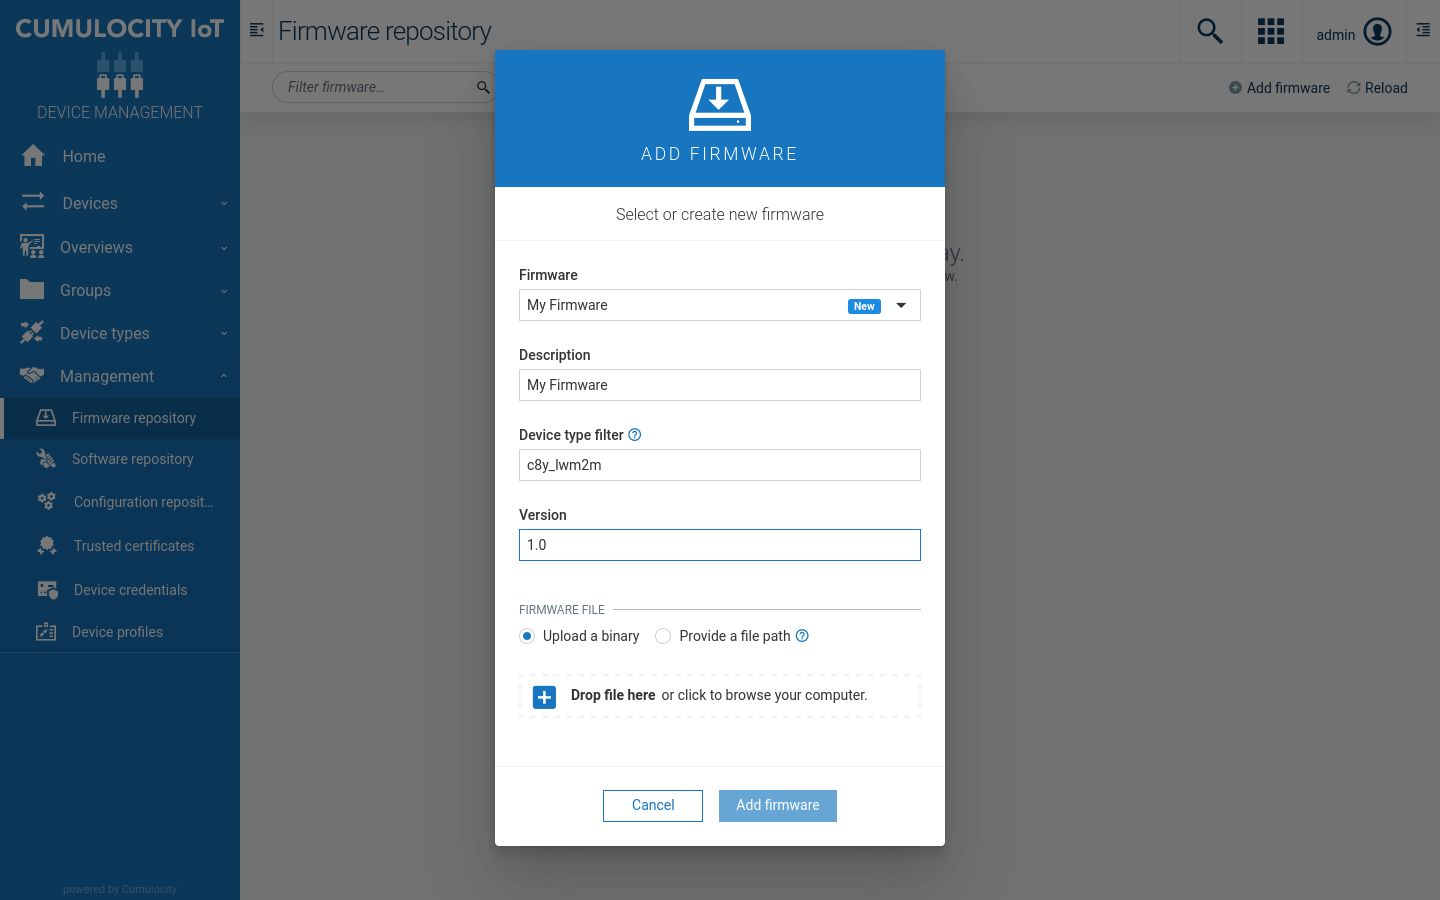 CUMULOCITY IoT
DEVICE MANAGEMENT
Home
Devices
Overviews
Groups
Device types
Management
Firmware repository
Software repository
Configuration reposit...
Trusted certificates
Device credentials
Device profiles
powered by Cumulocity
Firmware repository
admin
Filter firmware...
Add firmware
Reload
ADD FIRMWARE
Select or create new firmware
Firmware
My Firmware
New
Description
My Firmware
Device type filter
c8y_lwm2m
Version
1.0
FIRMWARE FILE
Upload a binary
Provide a file path
Drop file here or click to browse your computer.
Cancel
Add firmware